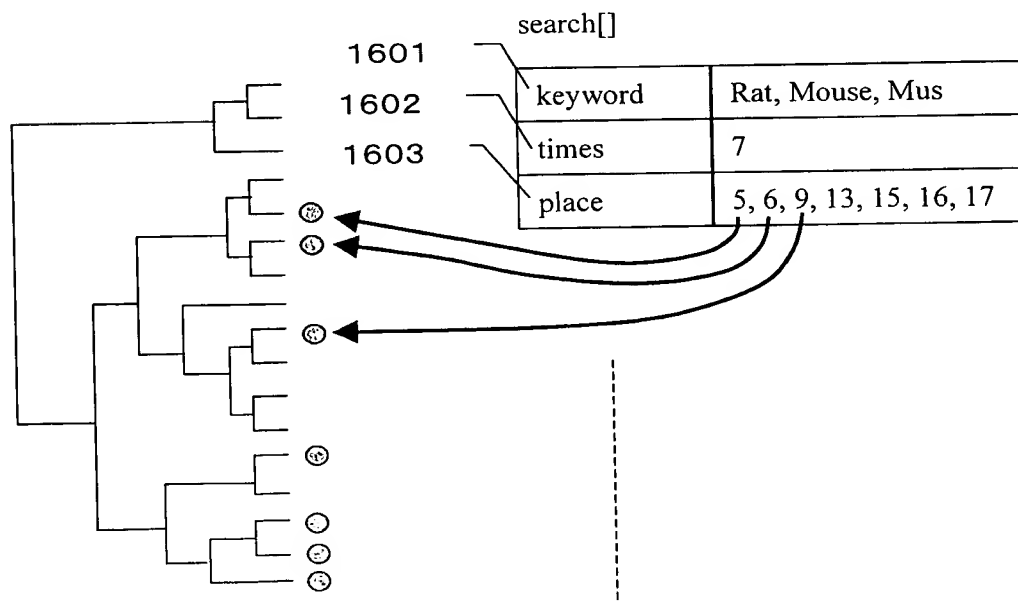 search[]
1601
keyword Rat, Mouse, Mus
1602
times 7
1603
place 5, 6, 9, 13, 15, 16, 17